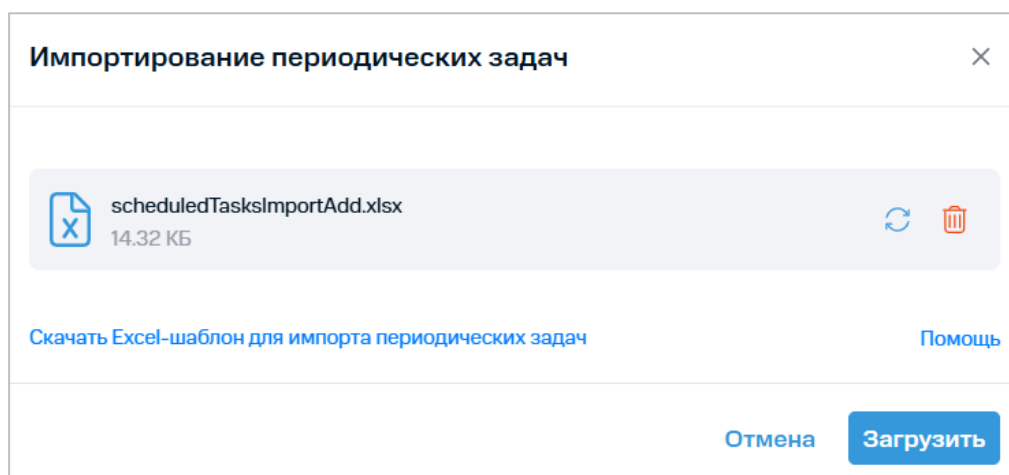 Импортирование периодических задач
scheduledTasksImportAdd.xlsx
14.32 КБ
Скачать Excel-шаблон для импорта периодических задач
Помощь
Отмена
Загрузить